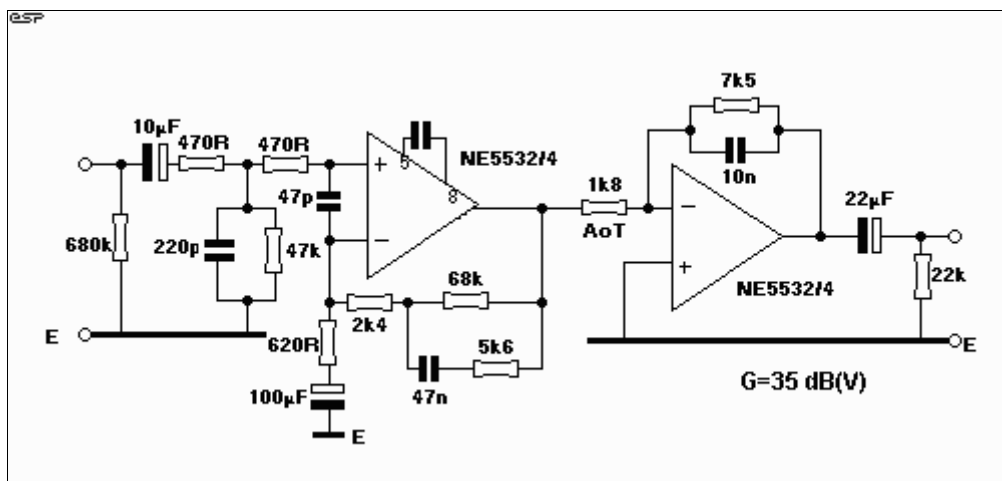 esp
10µF
470R
470R
680k
220p
47k
47p
5
8
NE5532/4
620R
100µF
E
E
2k4
68k
47n
5k6
1k8
AoT
7k5
10n
NE5532/4
22µF
22k
E
G=35 dB(V)
+
−
−
+